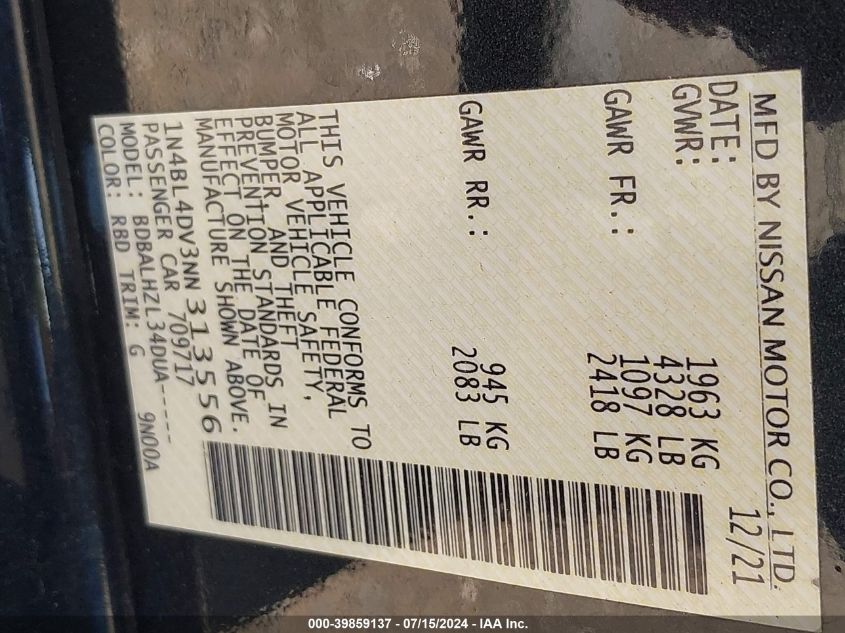 MFD BY NISSAN MOTOR CO., LTD.
DATE: 12/21
GVWR: 1963 KG
4328 LB
GAWR FR.: 1097 KG
2418 LB
GAWR RR.: 945 KG
2083 LB
THIS VEHICLE CONFORMS TO
ALL APPLICABLE FEDERAL
MOTOR VEHICLE SAFETY,
BUMPER, AND THEFT
PREVENTION STANDARDS IN
EFFECT ON THE DATE OF
MANUFACTURE SHOWN ABOVE.
1N4BL4DV3NN313556
PASSENGER CAR 709717
MODEL: BDBALHZL34DUA-----
COLOR: RBD TRIM: G 9N00A
000-39859137 - 07/15/2024 - IAA Inc.